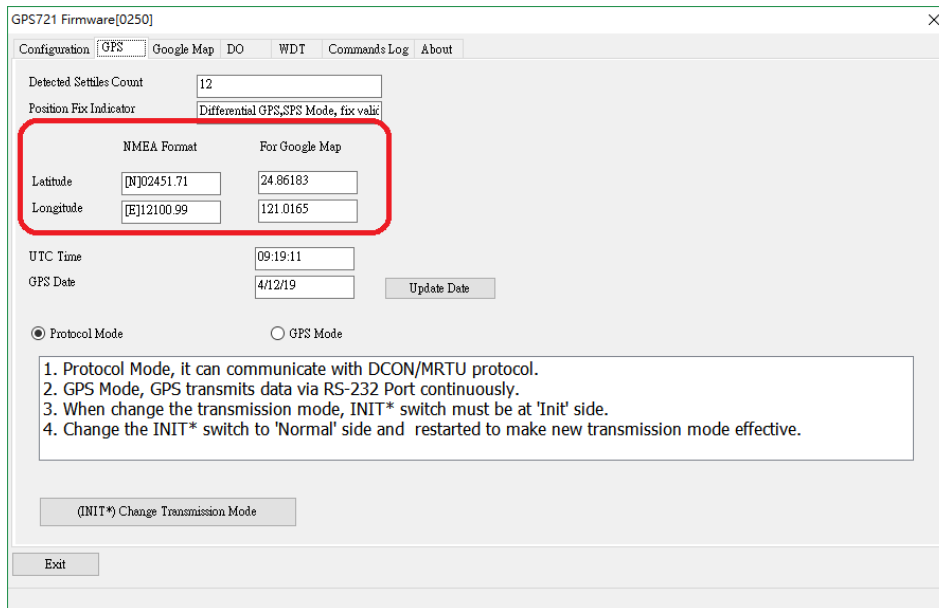 GPS721 Firmware[0250]
Configuration GPS Google Map DO WDT Commands Log About
Detected Settiles Count 12
Position Fix Indicator Differential GPS,SPS Mode, fix valid
NMEA Format For Google Map
Latitude [N]02451.71 24.86183
Longitude [E]12100.99 121.0165
UTC Time 09:19:11
GPS Date 4/12/19 Update Date
Protocol Mode GPS Mode
1. Protocol Mode, it can communicate with DCON/MRTU protocol.
2. GPS Mode, GPS transmits data via RS-232 Port continuously.
3. When change the transmission mode, INIT* switch must be at 'Init' side.
4. Change the INIT* switch to 'Normal' side and restarted to make new transmission mode effective.
(INIT*) Change Transmission Mode
Exit